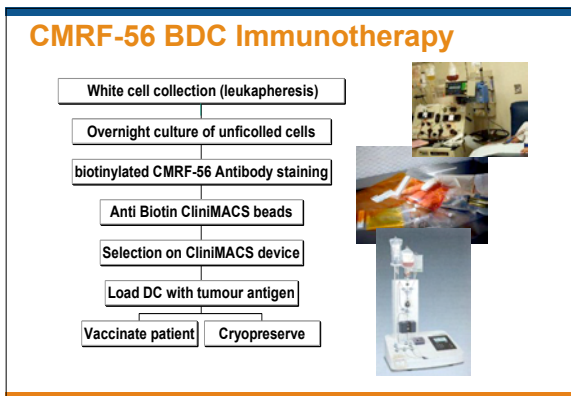 CMRF-56 BDC Immunotherapy
White cell collection (leukapheresis)
Overnight culture of unficolled cells
biotinylated CMRF-56 Antibody staining
Anti Biotin CliniMACS beads
Selection on CliniMACS device
Load DC with tumour antigen
Vaccinate patient
Cryopreserve